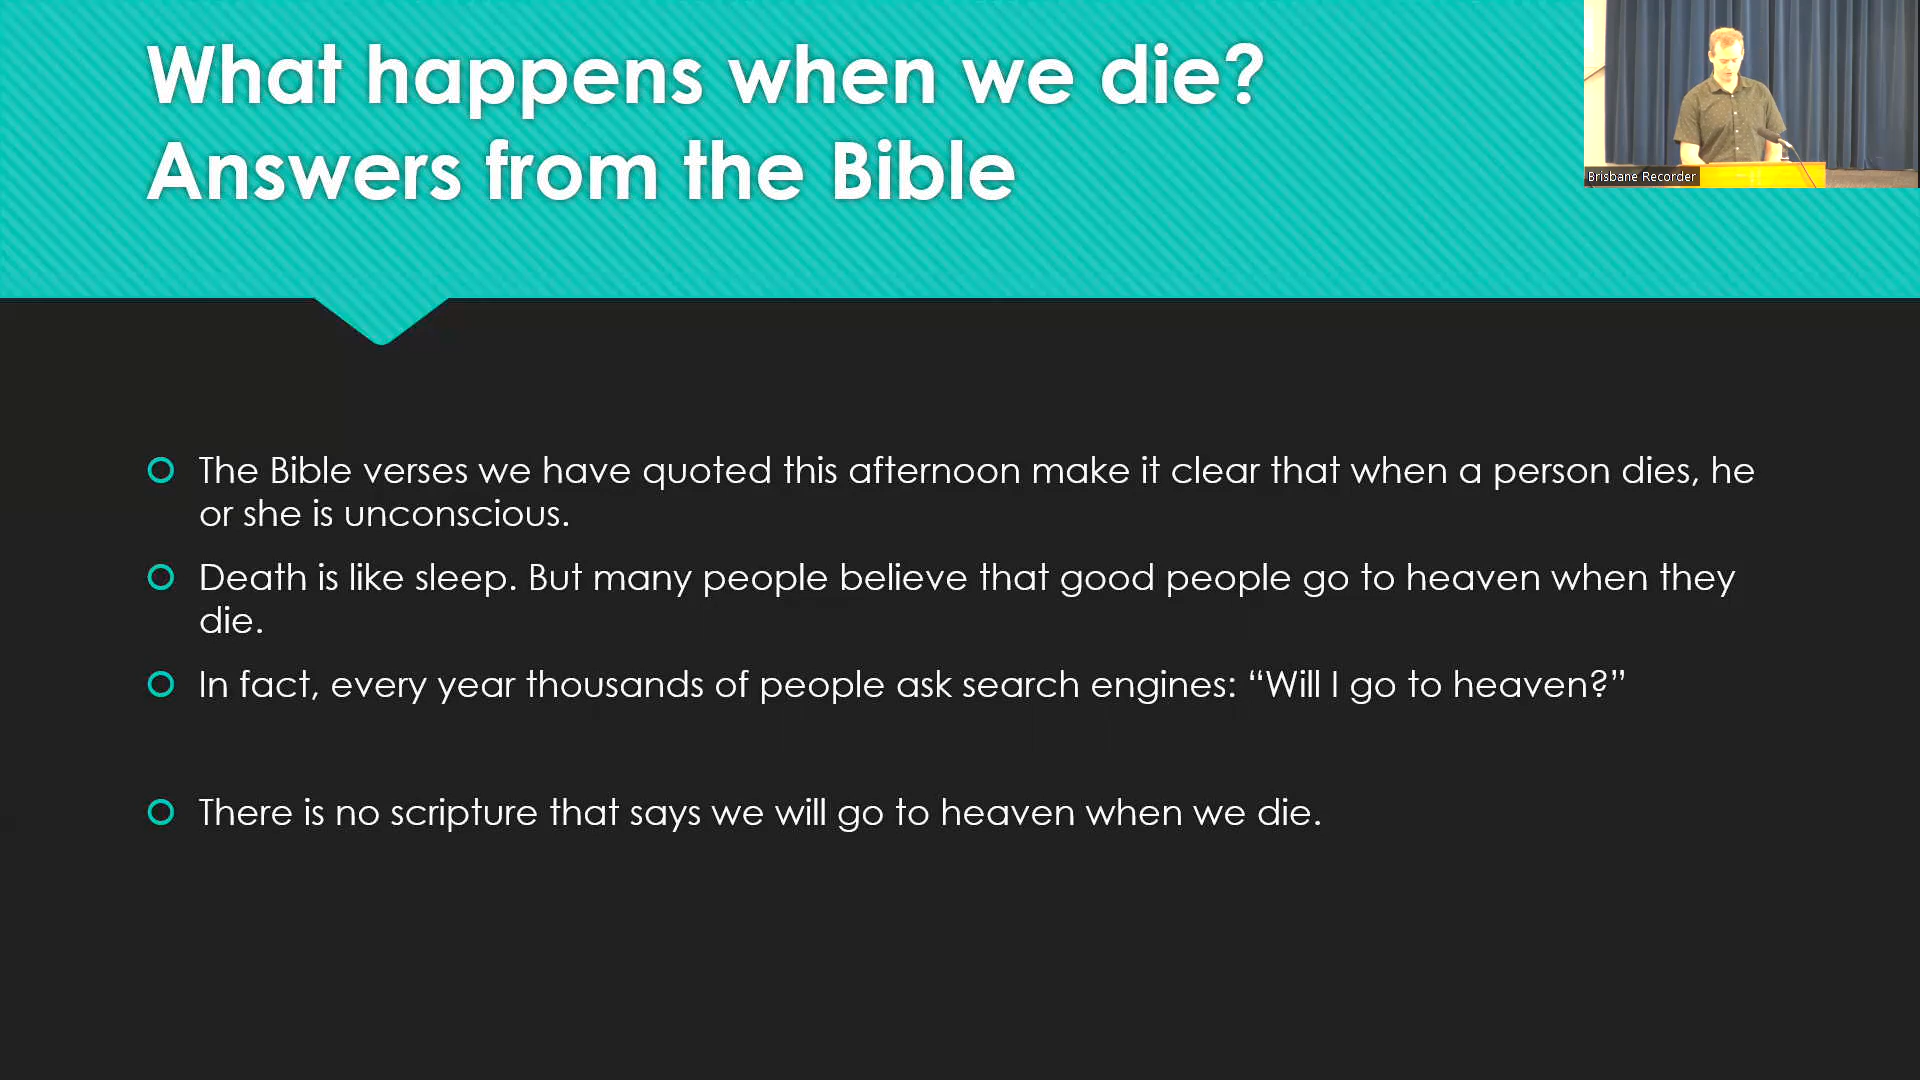 What happens when we die?
Answers from the Bible
Brisbane Recorder
The Bible verses we have quoted this afternoon make it clear that when a person dies, he
or she is unconscious.
Death is like sleep. But many people believe that good people go to heaven when they
die.
In fact, every year thousands of people ask search engines: “Will I go to heaven?”
There is no scripture that says we will go to heaven when we die.